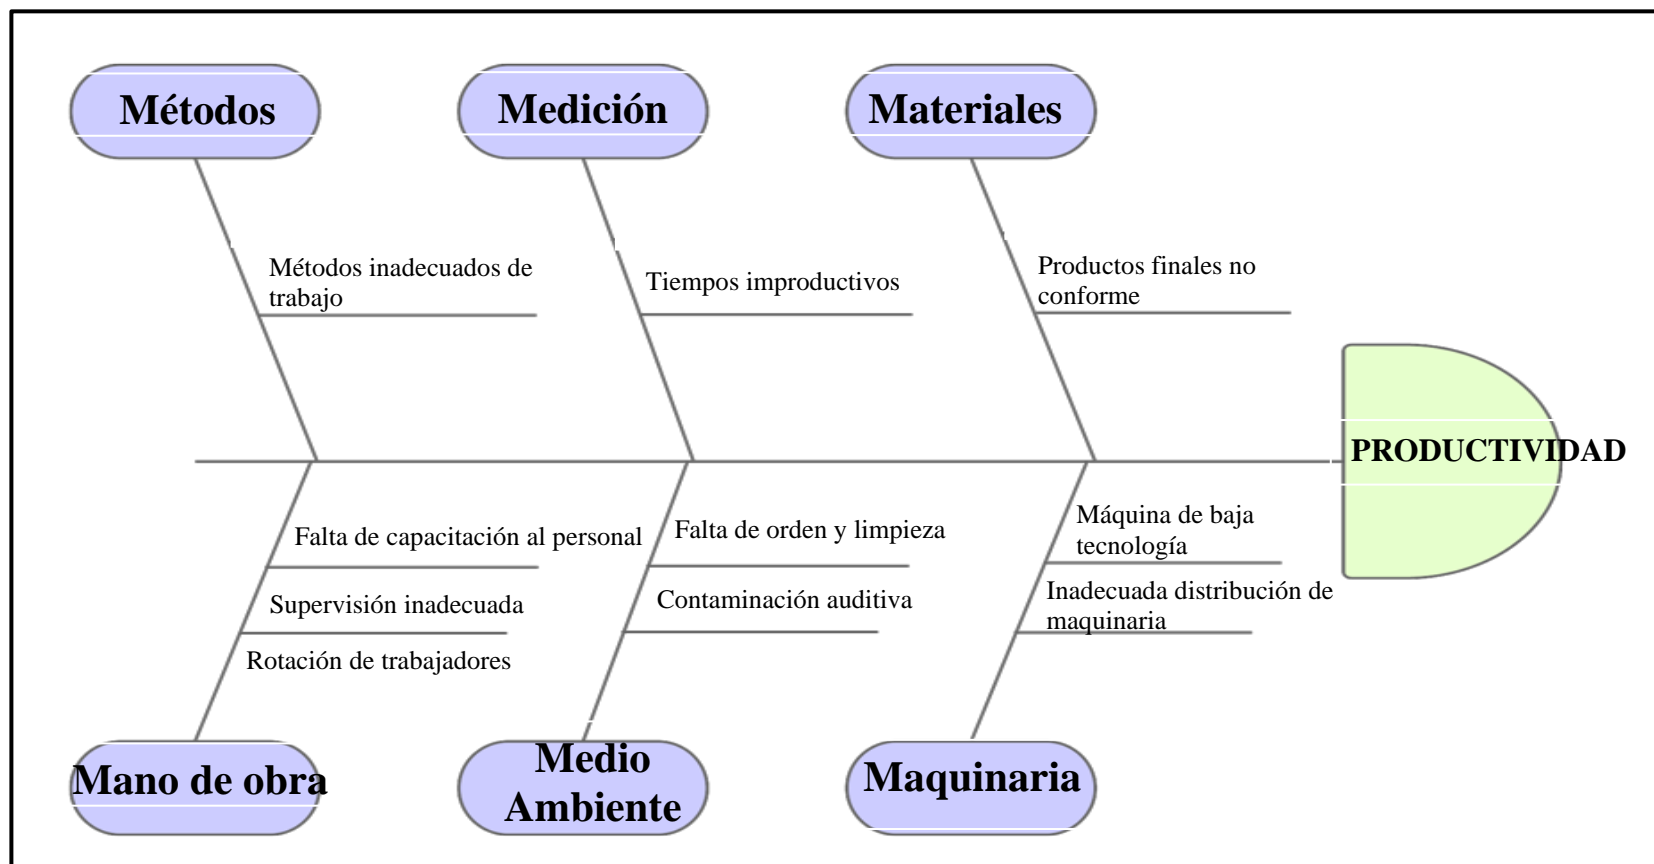 Métodos
Medición
Materiales
Métodos inadecuados de
trabajo
Tiempos improductivos
Productos finales no
conforme
PRODUCTIVIDAD
Falta de capacitación al personal
Supervisión inadecuada
Rotación de trabajadores
Falta de orden y limpieza
Contaminación auditiva
Máquina de baja
tecnología
Inadecuada distribución de
maquinaria
Mano de obra
Medio
Ambiente
Maquinaria